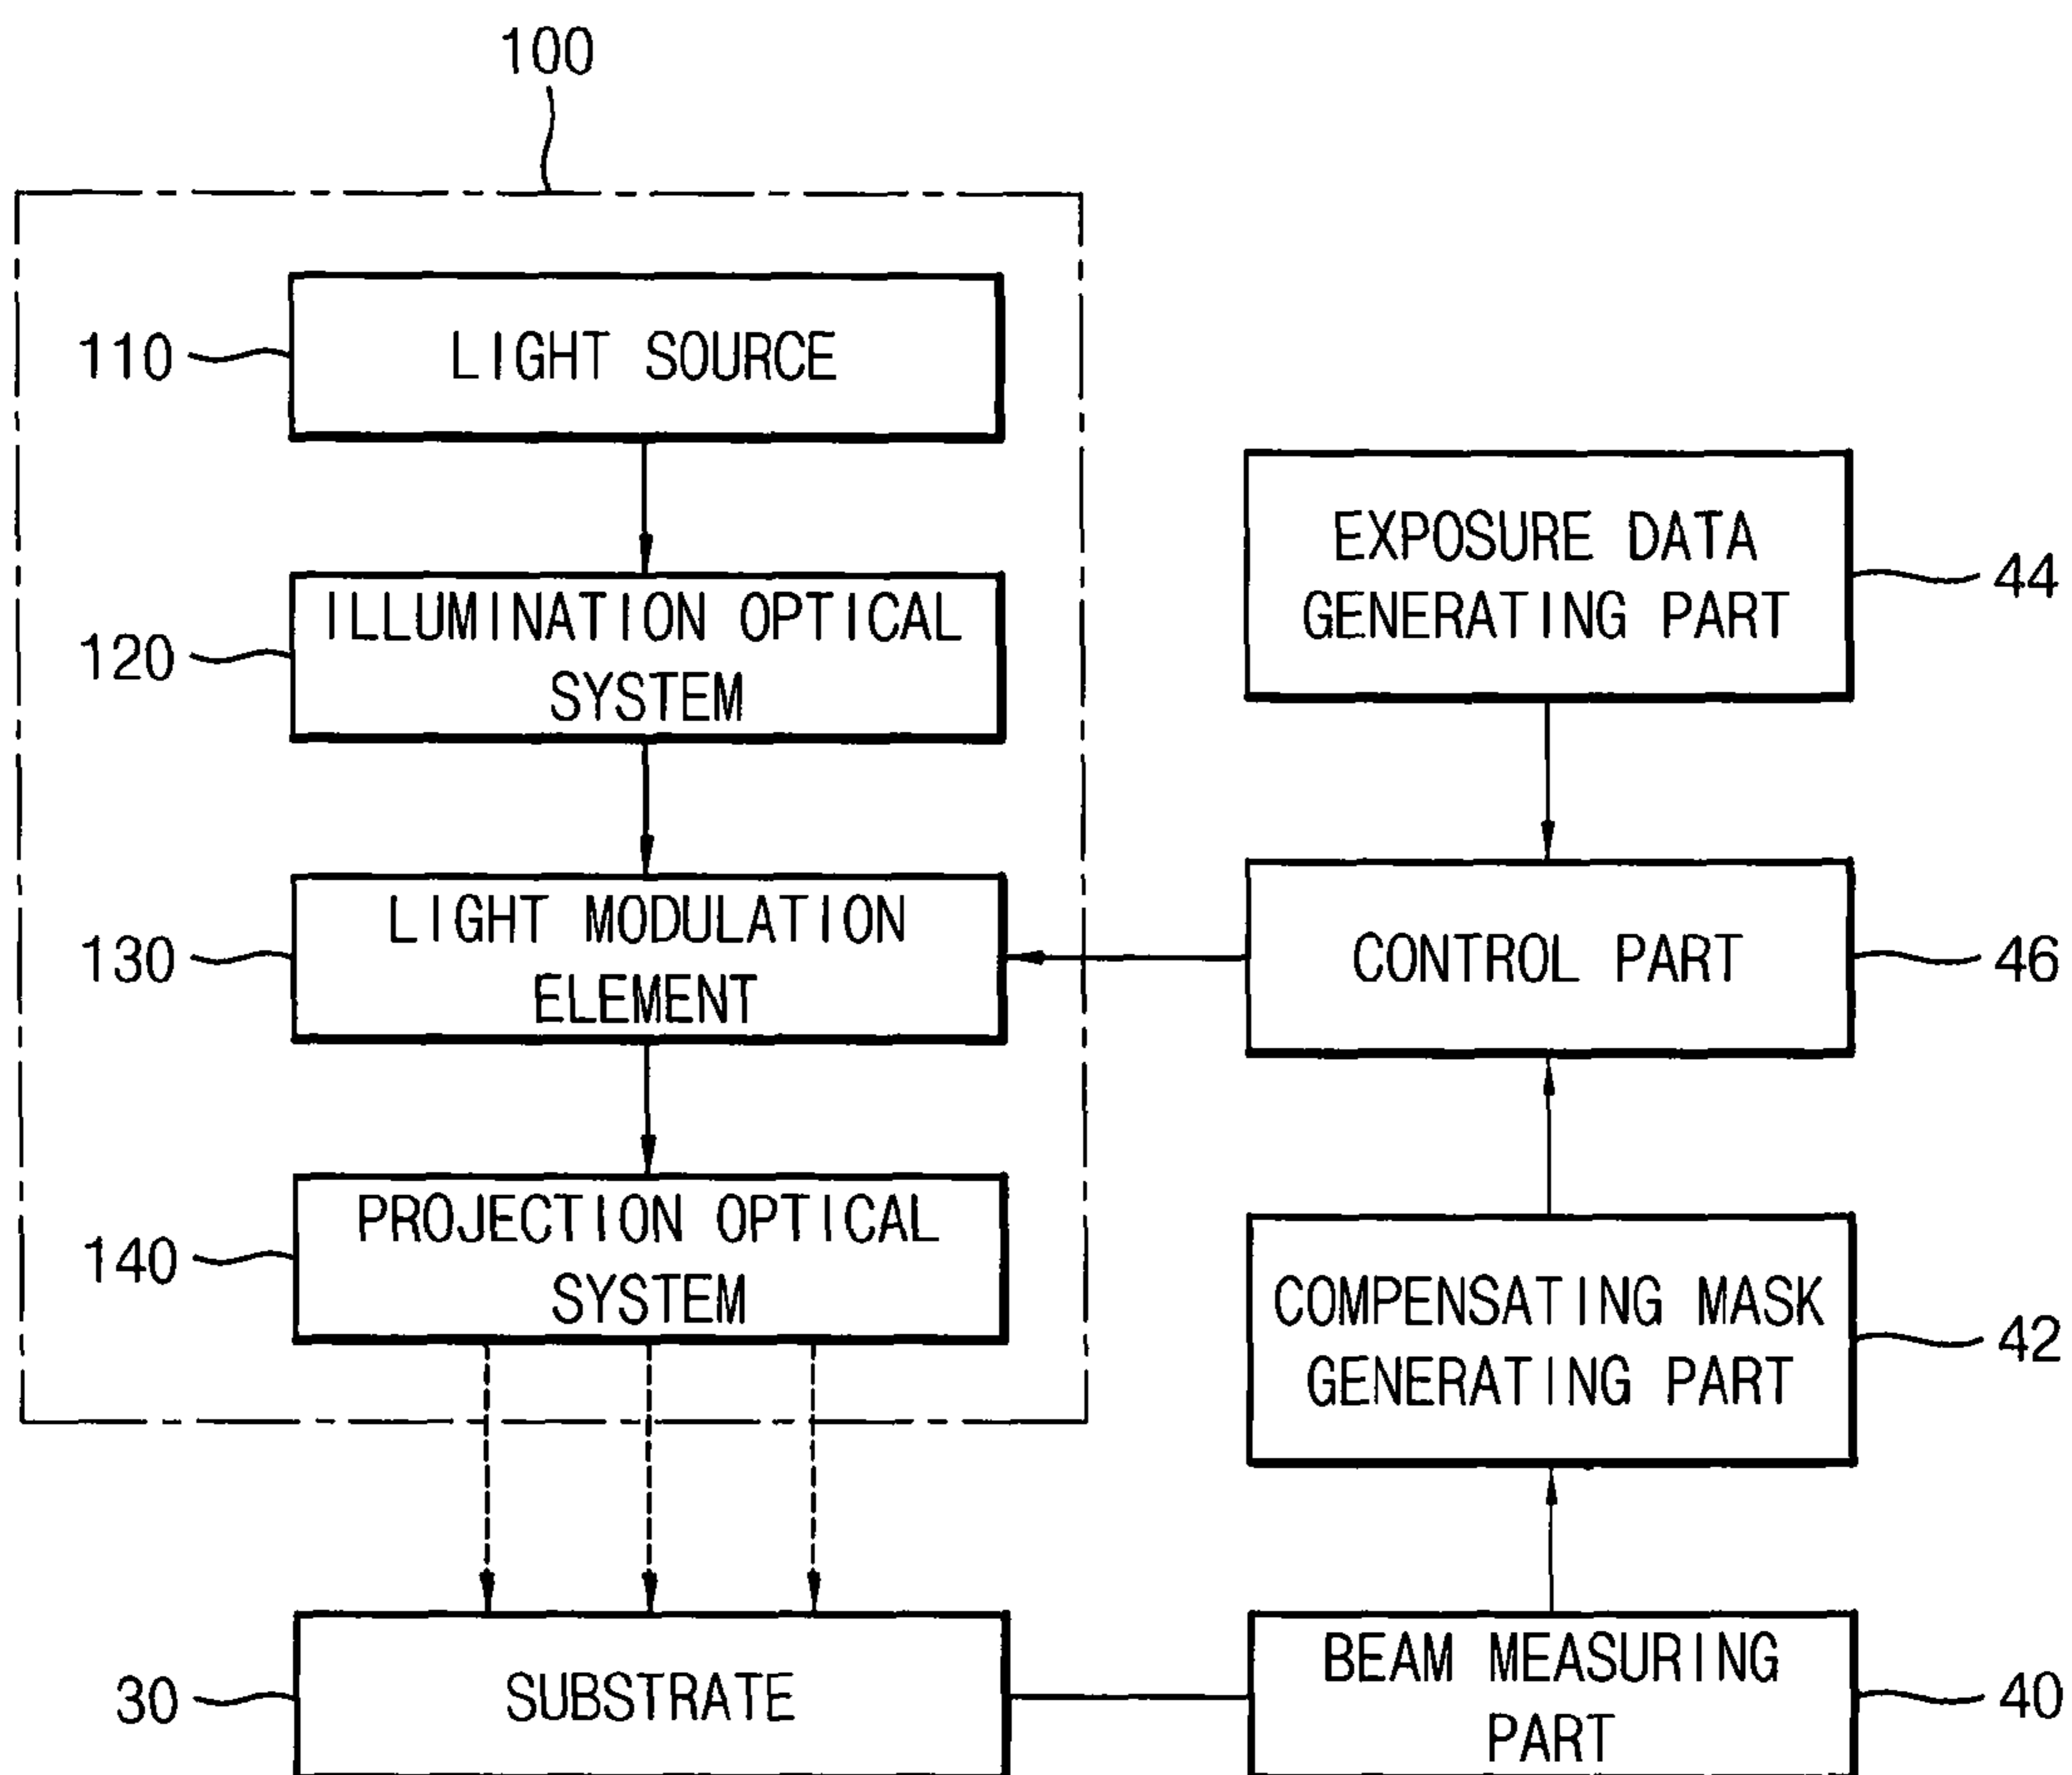 100
110
LIGHT SOURCE
120
ILLUMINATION OPTICAL
SYSTEM
130
LIGHT MODULATION
ELEMENT
140
PROJECTION OPTICAL
SYSTEM
30
SUBSTRATE
EXPOSURE DATA
GENERATING PART
44
CONTROL PART
46
COMPENSATING MASK
GENERATING PART
42
BEAM MEASURING
PART
40